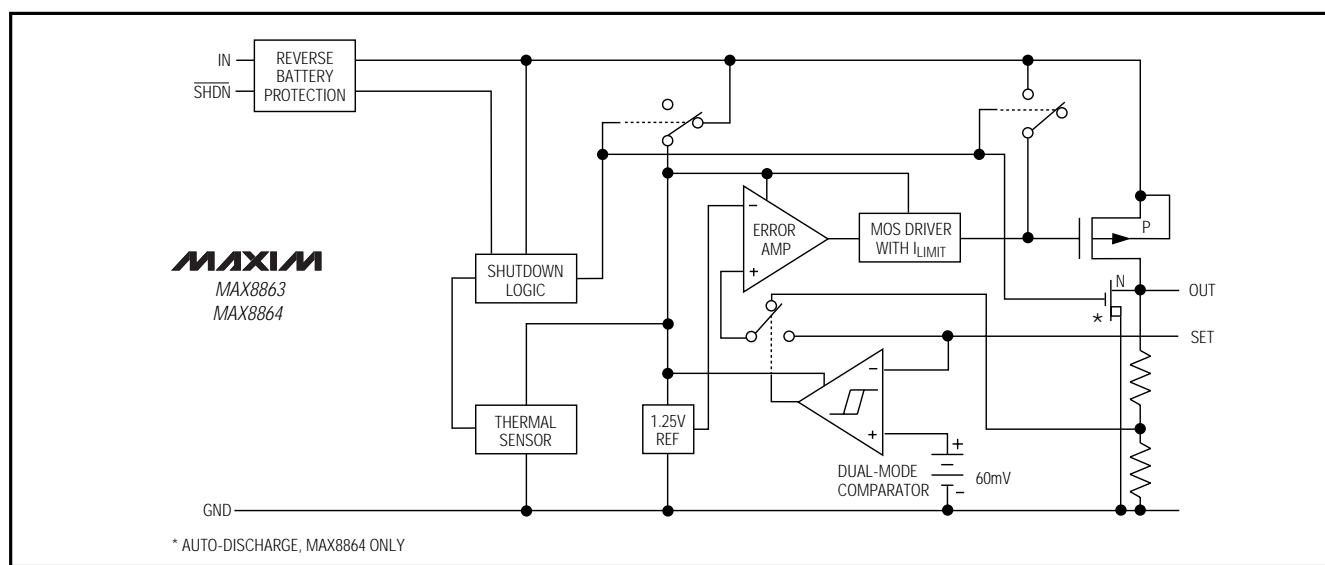 IN
SHDN
REVERSE
BATTERY
PROTECTION
MAXIM
MAX8863
MAX8864
SHUTDOWN
LOGIC
THERMAL
SENSOR
1.25V
REF
−
ERROR
AMP
+
MOS DRIVER
WITH ILIMIT
P
N
*
OUT
SET
−
+
DUAL-MODE
COMPARATOR
+
60mV
−
GND
* AUTO-DISCHARGE, MAX8864 ONLY